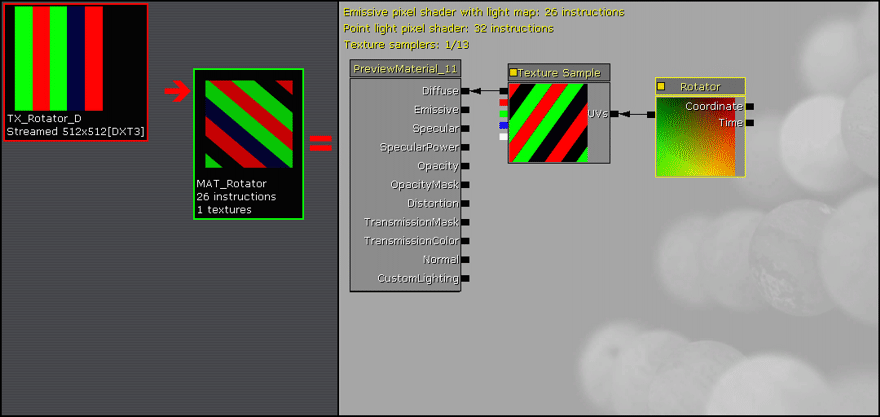 TX_Rotator_D
Streamed 512x512[DXT3]
MAT_Rotator
26 instructions
1 textures
Emissive pixel shader with light map: 26 instructions
Point light pixel shader: 32 instructions
Texture samplers: 1/13
PreviewMaterial_11
Diffuse
Emissive
Specular
SpecularPower
Opacity
OpacityMask
Distortion
TransmissionMask
TransmissionColor
Normal
CustomLighting
Texture Sample
UVs
Rotator
Coordinate
Time